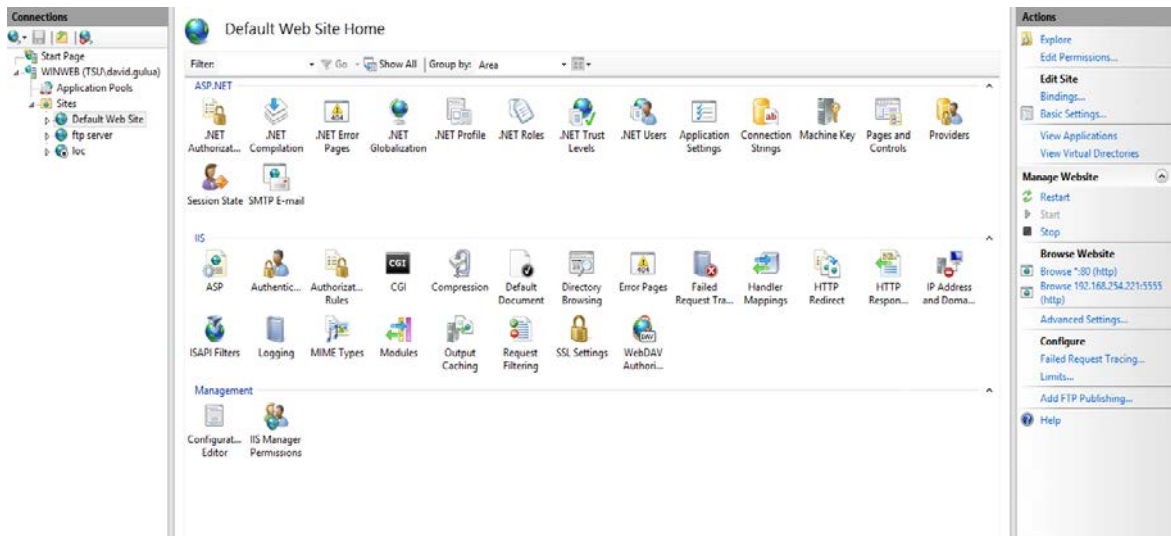 Connections
Start Page
WINWEB (TSU\david.gulua)
Application Pools
Sites
Default Web Site
ftp server
loc
Default Web Site Home
Filter: Go Show All Group by: Area
ASP.NET
.NET Authorizat...
.NET Compilation
.NET Error Pages
.NET Globalization
.NET Profile
.NET Roles
.NET Trust Levels
.NET Users
Application Settings
Connection Strings
Machine Key
Pages and Controls
Providers
Session State
SMTP E-mail
IIS
ASP
Authentic...
Authorizat... Rules
CGI
Compression
Default Document
Directory Browsing
Error Pages
Failed Request Tra...
Handler Mappings
HTTP Redirect
HTTP Respon...
IP Address and Doma...
ISAPI Filters
Logging
MIME Types
Modules
Output Caching
Request Filtering
SSL Settings
WebDAV Authori...
Management
Configurat... Editor
IIS Manager Permissions
Actions
Explore
Edit Permissions...
Edit Site
Bindings...
Basic Settings...
View Applications
View Virtual Directories
Manage Website
Restart
Start
Stop
Browse Website
Browse *:80 (http)
Browse 192.168.254.221:5555
(http)
Advanced Settings...
Configure
Failed Request Tracing...
Limits...
Add FTP Publishing...
Help